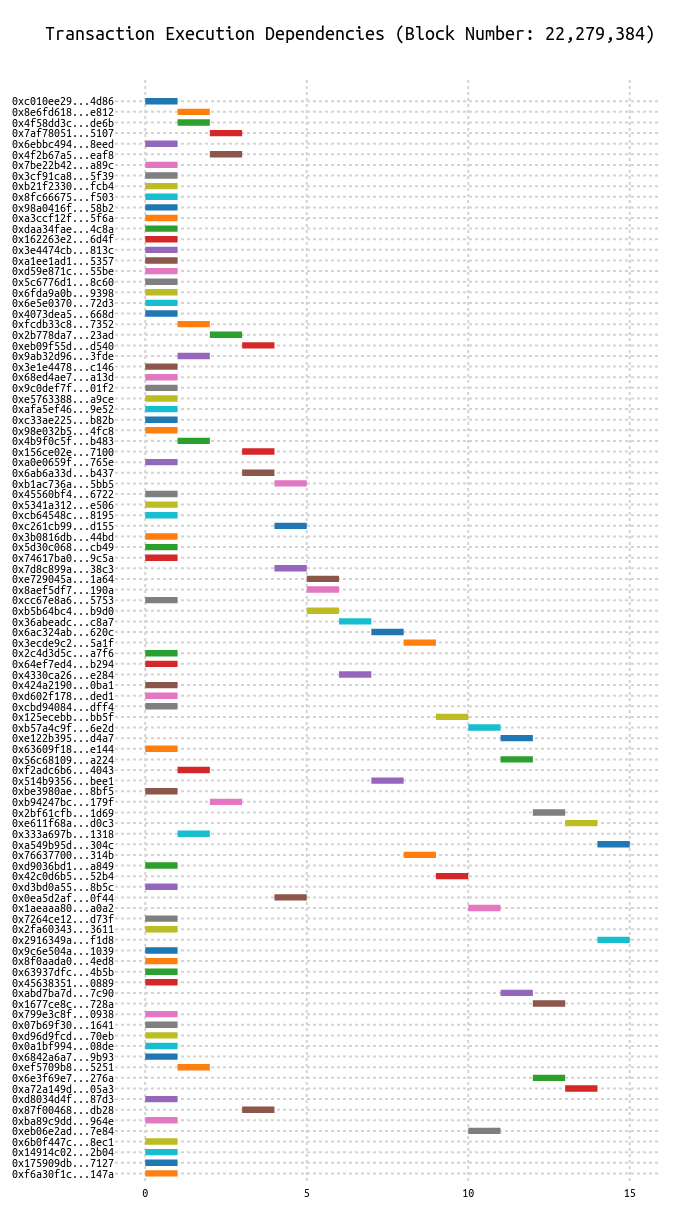 Transaction Execution Dependencies (Block Number: 22,279,384)
0xc010ee29...4d86
0x8e6fd618...e812
0x4f58dd3c...de6b
0x7af78051...5107
0x6ebbc494...8eed
0x4f2b67a5...eaf8
0x7be22b42...a89c
0x3cf91ca8...5f39
0xb21f2330...fcb4
0x8fc66675...f503
0x98a0416f...58b2
0xa3ccf12f...5f6a
0xdaa34fae...4c8a
0x162263e2...6d4f
0x3e4474cb...813c
0xa1ee1ad1...5357
0xd59e871c...55be
0x5c6776d1...8c60
0x6fda9a0b...9398
0x6e5e0370...72d3
0x4073dea5...668d
0xfcdb33c8...7352
0x2b778da7...23ad
0xeb09f55d...d540
0x9ab32d96...3fde
0x3e1e4478...c146
0x68ed4ae7...a13d
0x9c0def7f...01f2
0xe5763388...a9ce
0xafa5ef46...9e52
0xc33ae225...b82b
0x98e032b5...4fc8
0x4b9f0c5f...b483
0x156ce02e...7100
0xa0e0659f...765e
0x6ab6a33d...b437
0xb1ac736a...5bb5
0x45560bf4...6722
0x5341a312...e506
0xcb64548c...8195
0xc261cb99...d155
0x3b0816db...44bd
0x5d30c068...cb49
0x74617ba0...9c5a
0x7d8c899a...38c3
0xe729045a...1a64
0x8aef5df7...190a
0xcc67e8a6...5753
0xb5b64bc4...b9d0
0x36abeadc...c8a7
0x6ac324ab...620c
0x3ecde9c2...5a1f
0x2c4d3d5c...a7f6
0x64ef7ed4...b294
0x4330ca26...e284
0x424a2190...0ba1
0xd602f178...ded1
0xcbd94084...dff4
0x125ecebb...bb5f
0xb57a4c9f...6e2d
0xe122b395...d4a7
0x63609f18...e144
0x56c68109...a224
0xf2adc6b6...4043
0x514b9356...bee1
0xbe3980ae...8bf5
0xb94247bc...179f
0x2bf61cfb...1d69
0xe611f68a...d0c3
0x333a697b...1318
0xa549b95d...304c
0x76637700...314b
0xd9036bd1...a849
0x42c0d6b5...52b4
0xd3bd0a55...8b5c
0x0ea5d2af...0f44
0x1aeaaa80...a0a2
0x7264ce12...d73f
0x2fa60343...3611
0x2916349a...f1d8
0x9c6e504a...1039
0x8f0aada0...4ed8
0x63937dfc...4b5b
0x45638351...0889
0xabd7ba7d...7c90
0x1677ce8c...728a
0x799e3c8f...0938
0x07b69f30...1641
0xd96d9fcd...70eb
0x0a1bf994...08de
0x6842a6a7...9b93
0xef5709b8...5251
0x6e3f69e7...276a
0xa72a149d...05a3
0xd8034d4f...87d3
0x87f00468...db28
0xba89c9dd...964e
0xeb06e2ad...7e84
0x6b0f447c...8ec1
0x14914c02...2b04
0x175909db...7127
0xf6a30f1c...147a
0 5 10 15